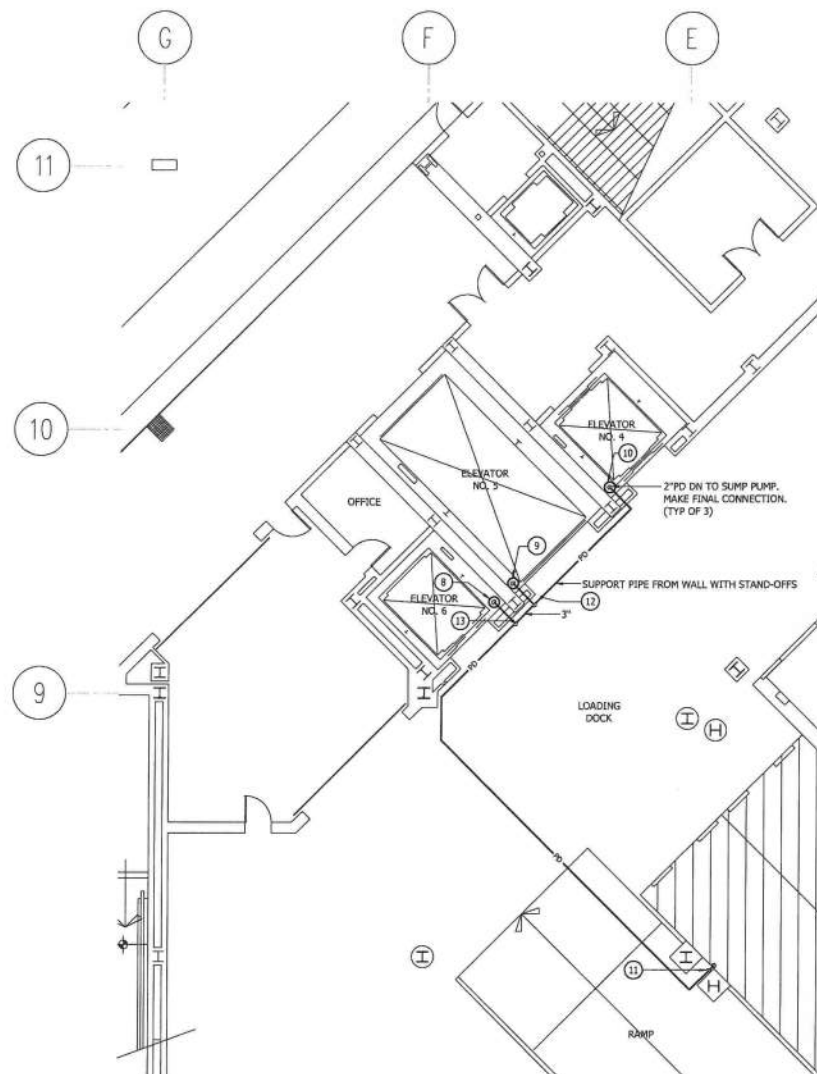 G
F
E
11
10
9
ELEVATOR
NO. 4
10
2"PD DN TO SUMP PUMP.
MAKE FINAL CONNECTION.
(TYP OF 3)
ELEVATOR
NO. 5
OFFICE
9
8
ELEVATOR
NO. 6
PD
SUPPORT PIPE FROM WALL WITH STAND-OFFS
12
13
3"
PD
LOADING
DOCK
PD
11
RAMP